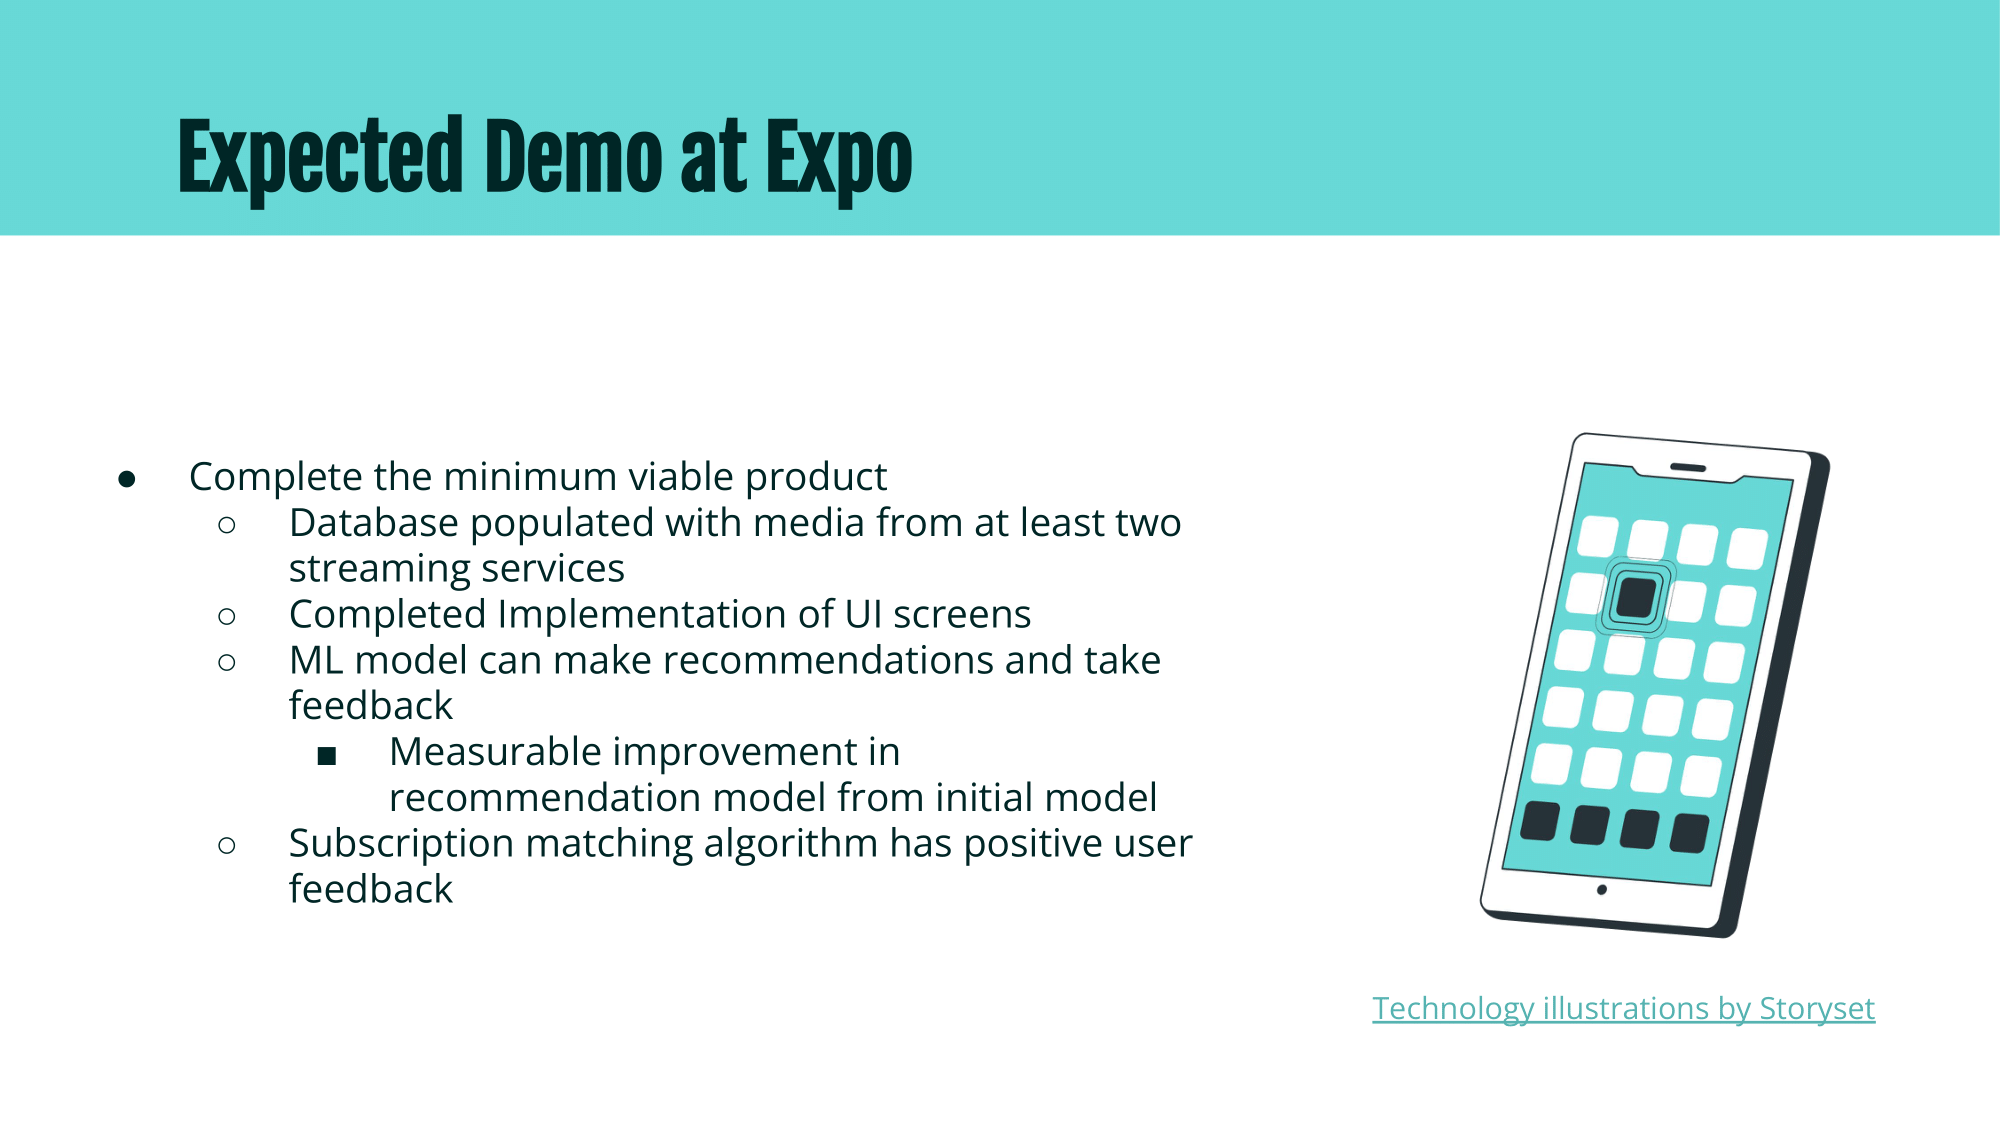 Expected Demo at Expo
● Complete the minimum viable product
○ Database populated with media from at least two
streaming services
○ Completed Implementation of UI screens
○ ML model can make recommendations and take
feedback
■ Measurable improvement in
recommendation model from initial model
○ Subscription matching algorithm has positive user
feedback
Technology illustrations by Storyset